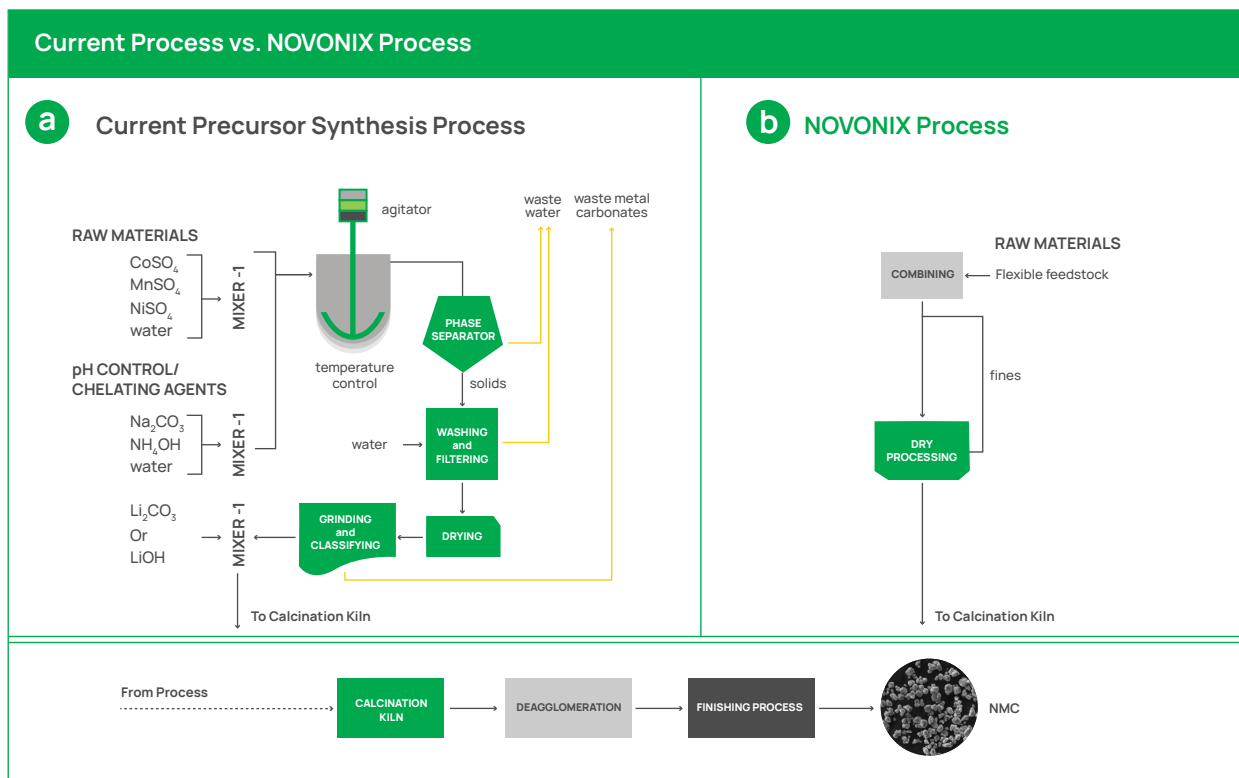 Current Process vs. NOVONIX Process
a
Current Precursor Synthesis Process
RAW MATERIALS
CoSO₄
MnSO₄
NiSO₄
water
MIXER -1
pH CONTROL/
CHELATING AGENTS
Na₂CO₃
NH₄OH
water
MIXER -1
agitator
temperature
control
waste
water
waste metal
carbonates
PHASE
SEPARATOR
solids
water
WASHING
and
FILTERING
DRYING
GRINDING
and
CLASSIFYING
Li₂CO₃
Or
LiOH
MIXER -1
To Calcination Kiln
b
NOVONIX Process
RAW MATERIALS
COMBINING
Flexible feedstock
fines
DRY
PROCESSING
To Calcination Kiln
From Process
CALCINATION
KILN
DEAGGLOMERATION
FINISHING PROCESS
NMC